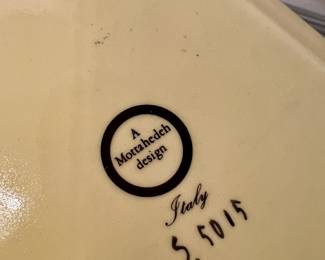 A
Mottahedeh
design
Italy
S. 5015